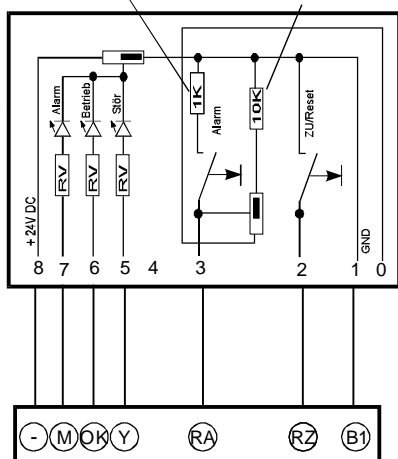 Alarm
Betrieb
Stör
1K
Alarm
10K
ZU/Reset
RV
RV
RV
+ 24V DC
GND
8 7 6 5 4 3 2 1 0
- M OK Y RA RZ B1